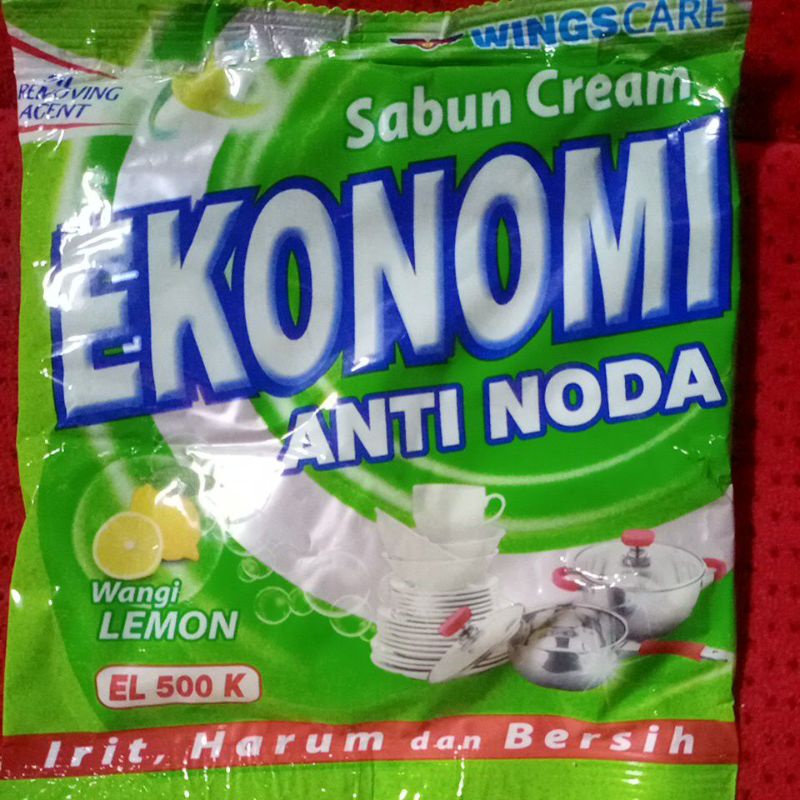 WINGSCARE
REMOVING
AGENT
Sabun Cream
EKONOMI
ANTI NODA
Wangi
LEMON
EL 500 K
Irit, Harum dan Bersih